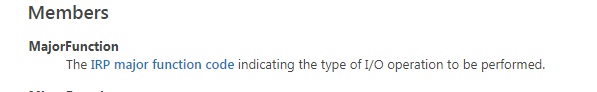 Members
MajorFunction
The IRP major function code indicating the type of I/O operation to be performed.